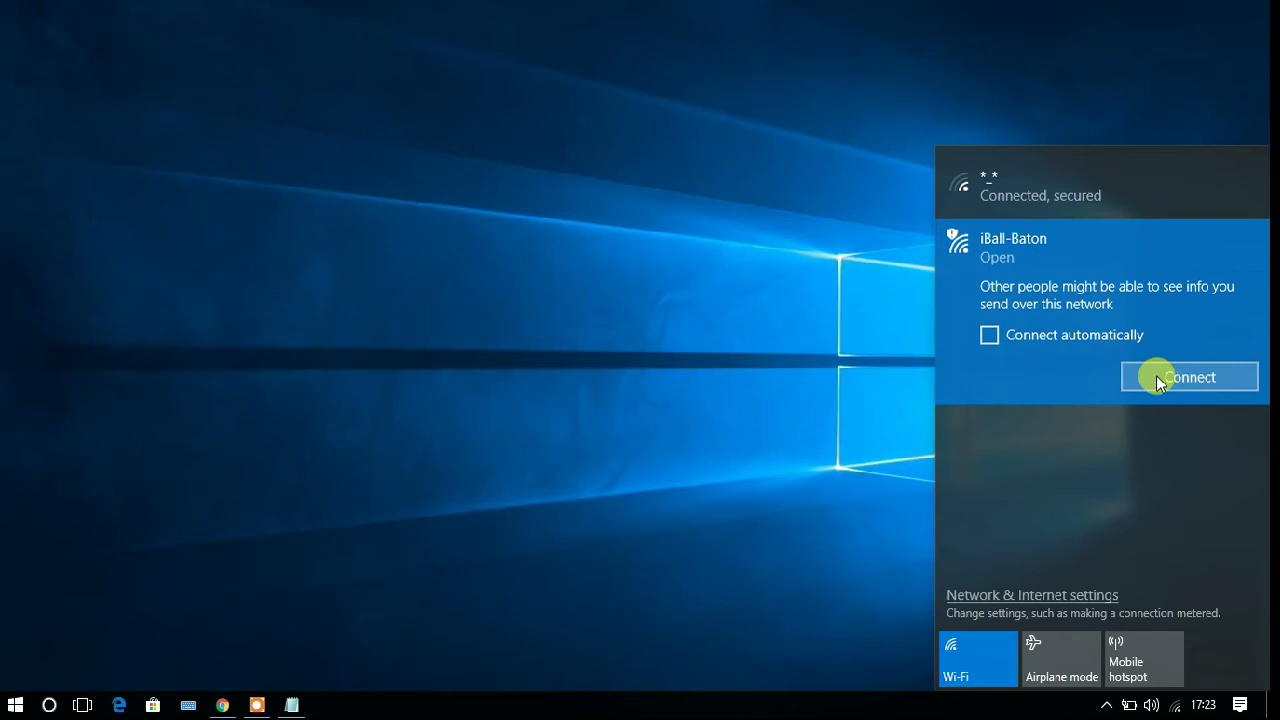 *_*
Connected, secured
iBall-Baton
Open
Other people might be able to see info you
send over this network
Connect automatically
Connect
Network & Internet settings
Change settings, such as making a connection metered.
Wi-Fi
Airplane mode
Mobile
hotspot
17:23